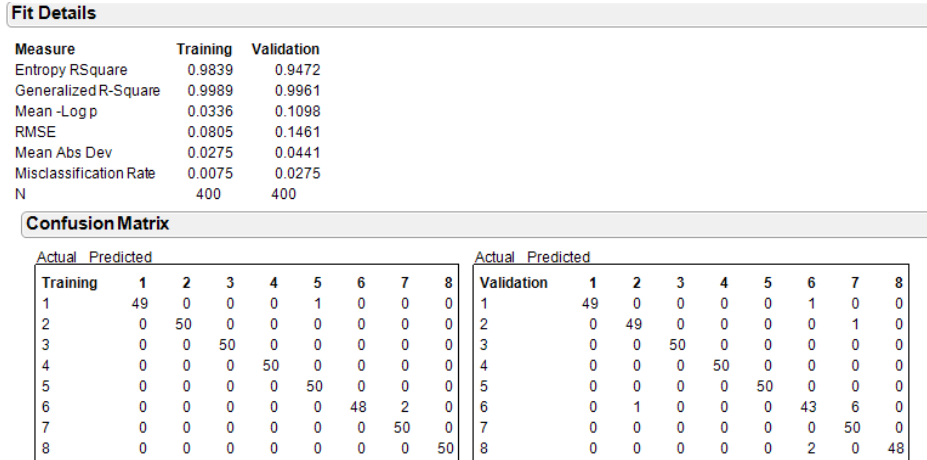 Fit Details
Measure Training Validation
Entropy RSquare 0.9839 0.9472
Generalized R-Square 0.9989 0.9961
Mean -Log p 0.0336 0.1098
RMSE 0.0805 0.1461
Mean Abs Dev 0.0275 0.0441
Misclassification Rate 0.0075 0.0275
N 400 400
Confusion Matrix
Actual Predicted
Training 1 2 3 4 5 6 7 8
1 49 0 0 0 1 0 0 0
2 0 50 0 0 0 0 0 0
3 0 0 50 0 0 0 0 0
4 0 0 0 50 0 0 0 0
5 0 0 0 0 50 0 0 0
6 0 0 0 0 0 48 2 0
7 0 0 0 0 0 0 50 0
8 0 0 0 0 0 0 0 50
Actual Predicted
Validation 1 2 3 4 5 6 7 8
1 49 0 0 0 0 1 0 0
2 0 49 0 0 0 0 1 0
3 0 0 50 0 0 0 0 0
4 0 0 0 50 0 0 0 0
5 0 0 0 0 50 0 0 0
6 0 1 0 0 0 43 6 0
7 0 0 0 0 0 0 50 0
8 0 0 0 0 0 2 0 48